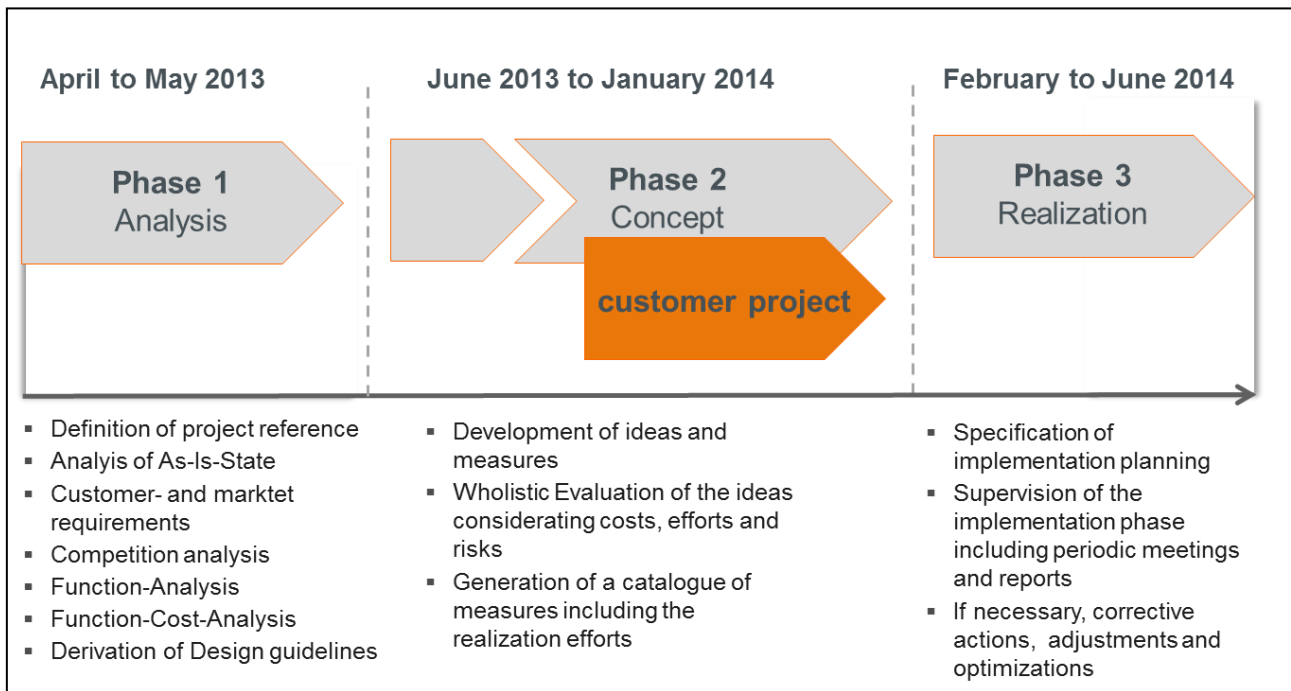 April to May 2013
June 2013 to January 2014
February to June 2014
Phase 1
Analysis
Phase 2
Concept
customer project
Phase 3
Realization
▪ Definition of project reference
▪ Analyis of As-Is-State
▪ Customer- and marktet
requirements
▪ Competition analysis
▪ Function-Analysis
▪ Function-Cost-Analysis
▪ Derivation of Design guidelines
▪ Development of ideas and
measures
▪ Wholistic Evaluation of the ideas
considerating costs, efforts and
risks
▪ Generation of a catalogue of
measures including the
realization efforts
▪ Specification of
implementation planning
▪ Supervision of the
implementation phase
including periodic meetings
and reports
▪ If necessary, corrective
actions, adjustments and
optimizations